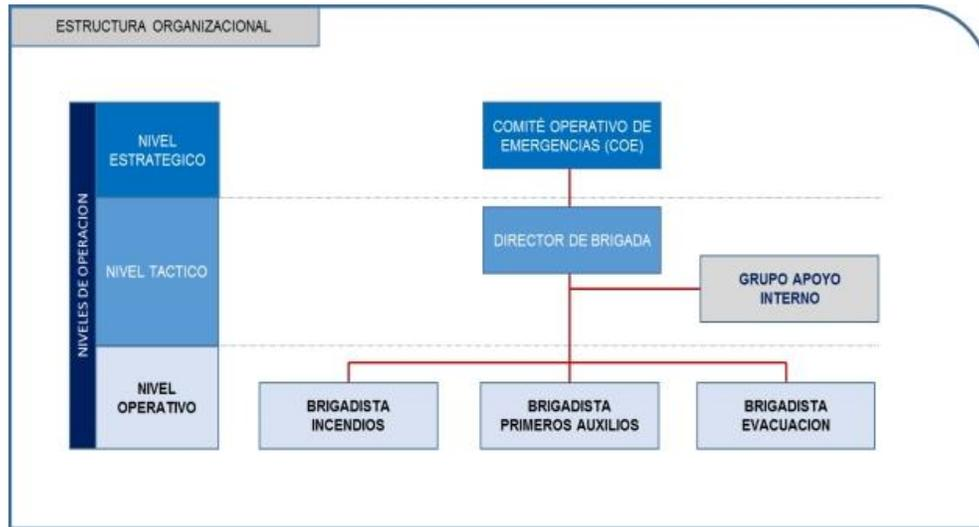 ESTRUCTURA ORGANIZACIONAL
NIVELES DE OPERACION
NIVEL
ESTRATEGICO
COMITÉ OPERATIVO DE
EMERGENCIAS (COE)
NIVEL TACTICO
DIRECTOR DE BRIGADA
GRUPO APOYO
INTERNO
NIVEL
OPERATIVO
BRIGADISTA
INCENDIOS
BRIGADISTA
PRIMEROS AUXILIOS
BRIGADISTA
EVACUACION